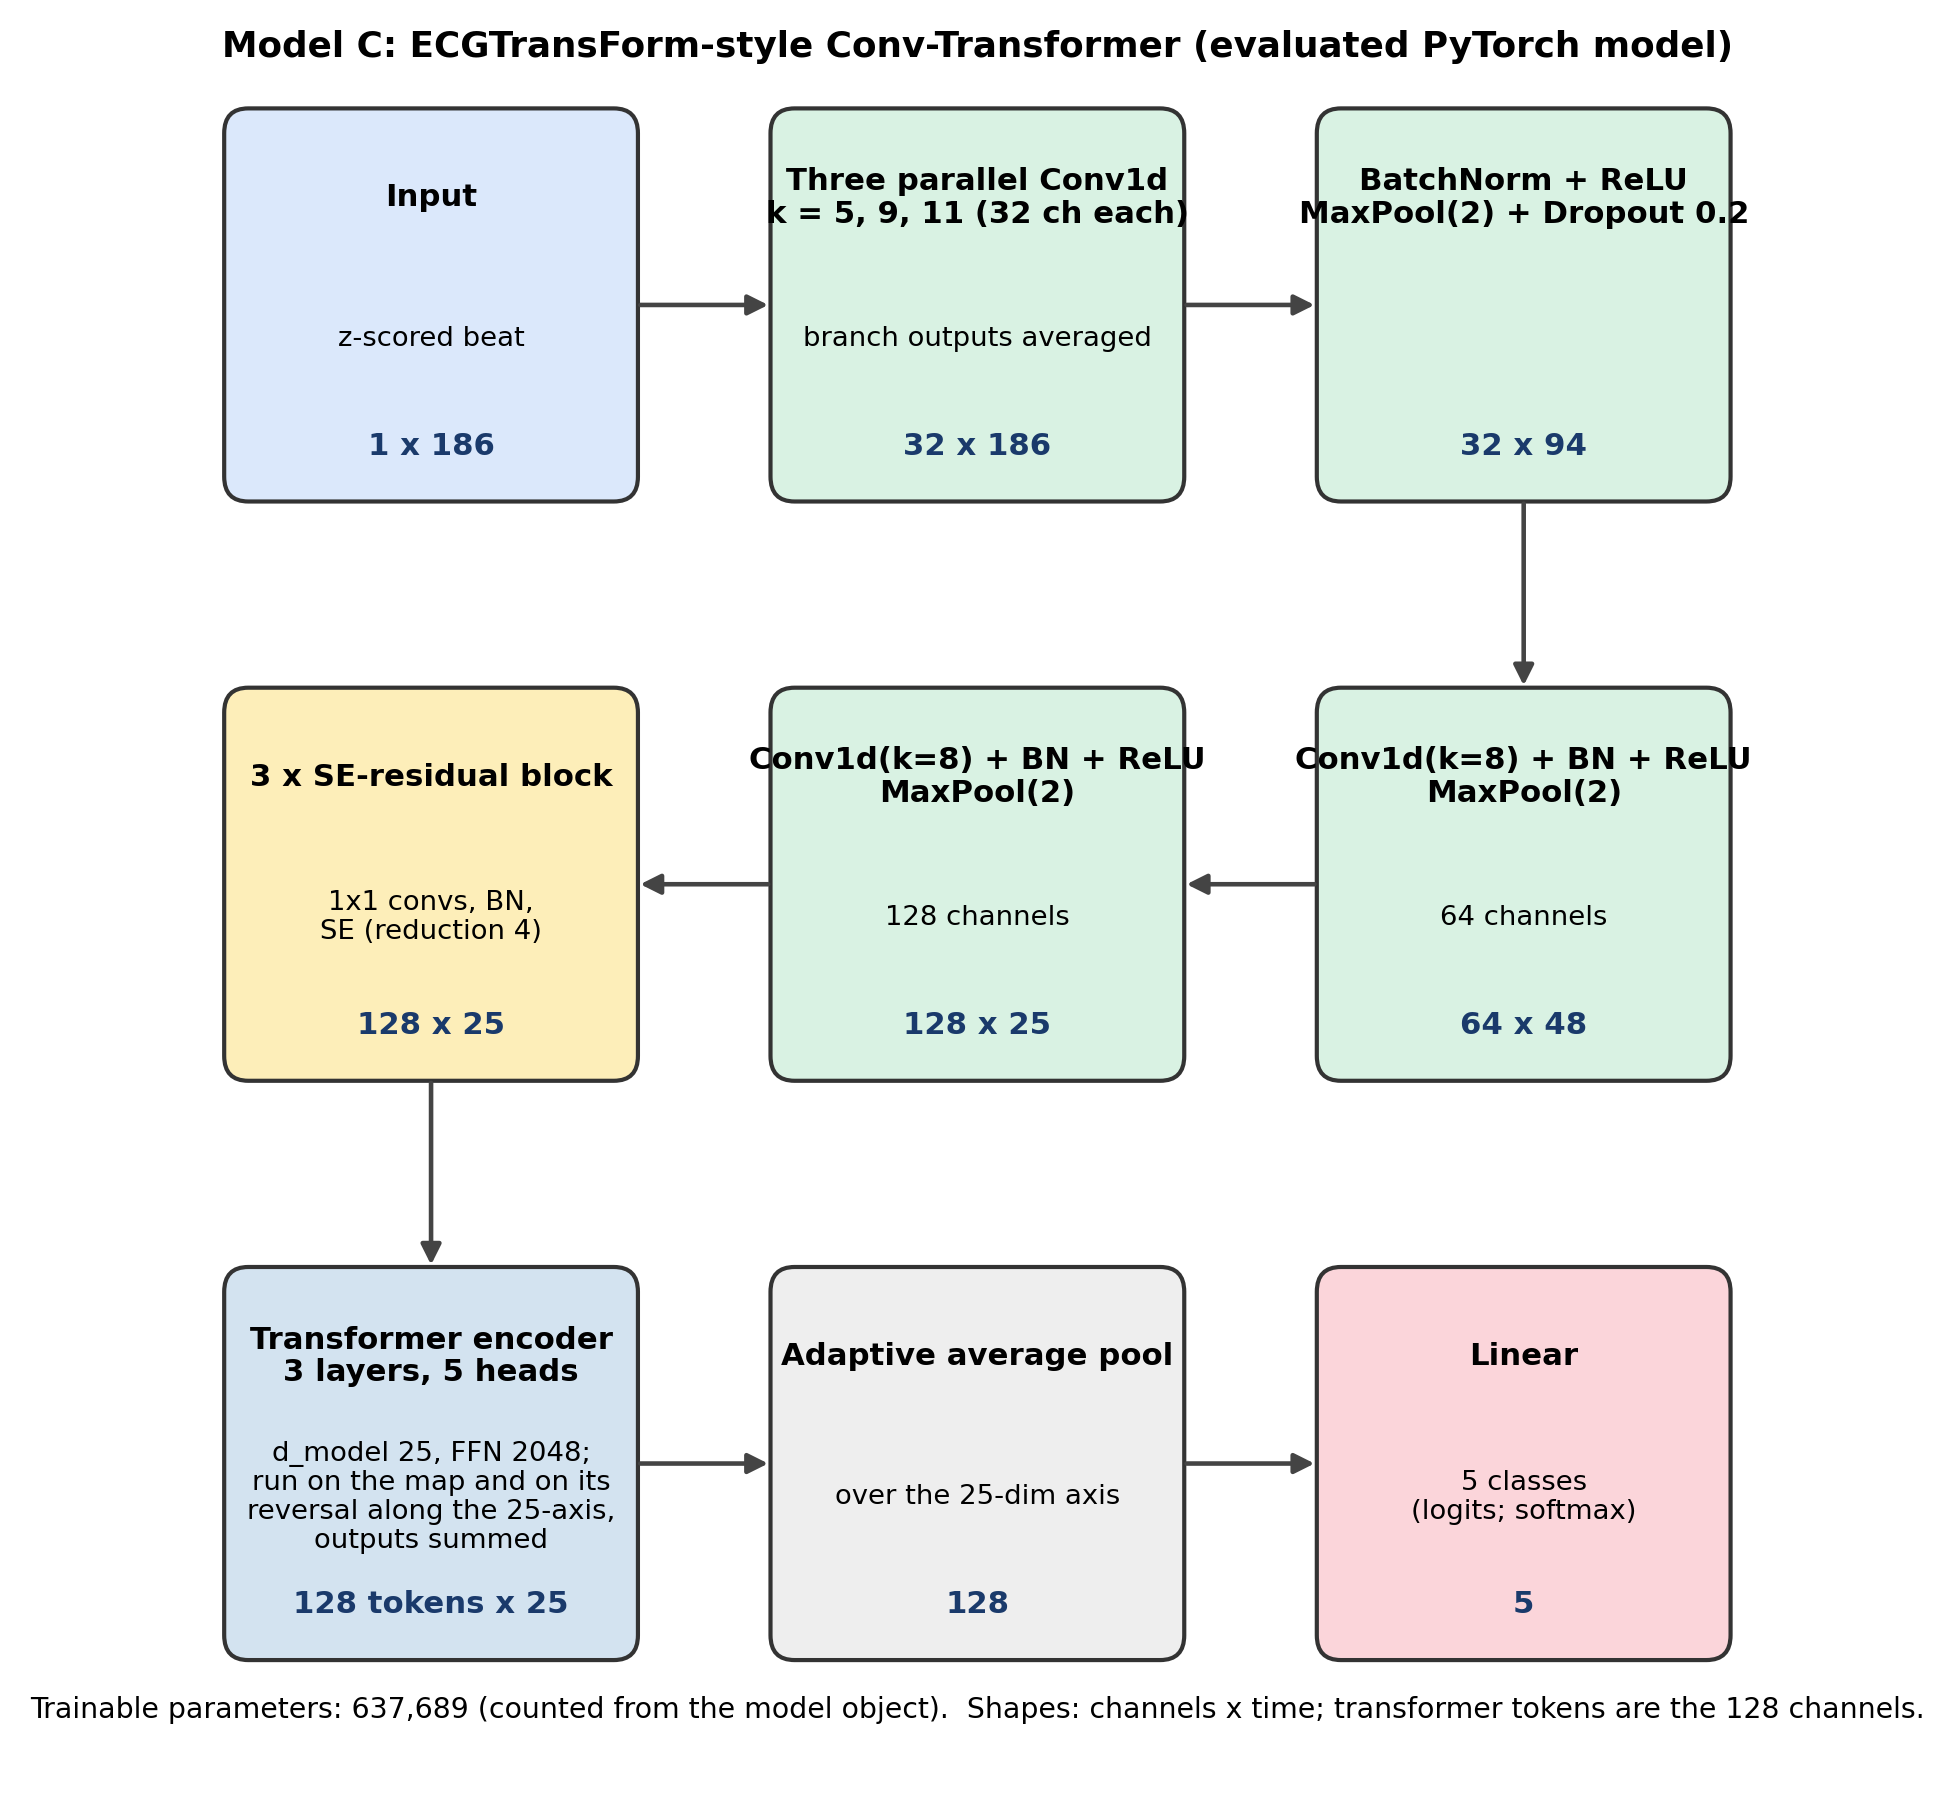 Model C: ECGTransForm-style Conv-Transformer (evaluated PyTorch model)
Input
z-scored beat
1 x 186
Three parallel Conv1d
k = 5, 9, 11 (32 ch each)
branch outputs averaged
32 x 186
BatchNorm + ReLU
MaxPool(2) + Dropout 0.2
32 x 94
Conv1d(k=8) + BN + ReLU
MaxPool(2)
64 channels
64 x 48
Conv1d(k=8) + BN + ReLU
MaxPool(2)
128 channels
128 x 25
3 x SE-residual block
1x1 convs, BN,
SE (reduction 4)
128 x 25
Transformer encoder
3 layers, 5 heads
d_model 25, FFN 2048;
run on the map and on its
reversal along the 25-axis,
outputs summed
128 tokens x 25
Adaptive average pool
over the 25-dim axis
128
Linear
5 classes
(logits; softmax)
5
Trainable parameters: 637,689 (counted from the model object).  Shapes: channels x time; transformer tokens are the 128 channels.